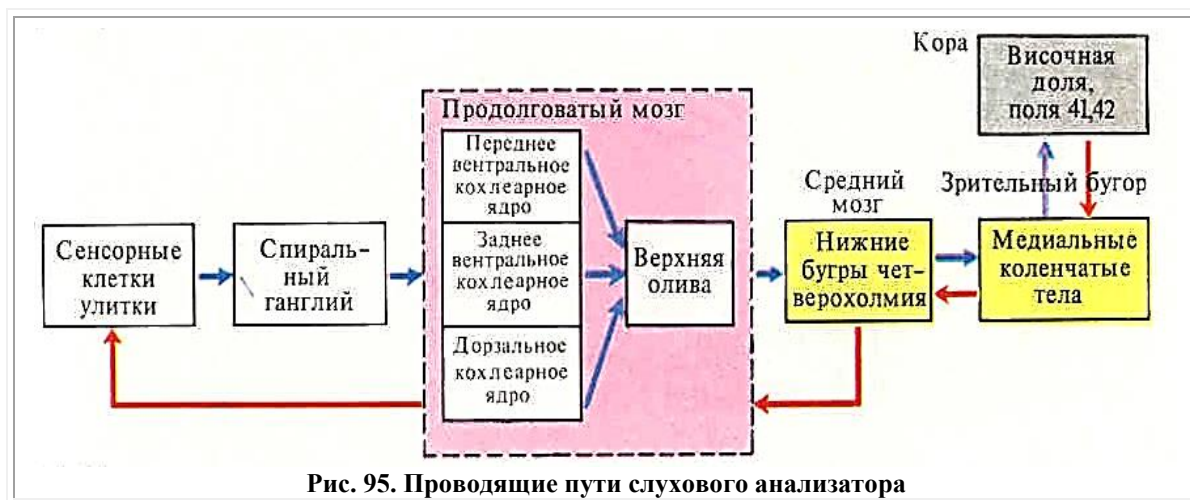 Кора
Височная
доля,
поля 41,42
Продолговатый мозг
Переднее
вентральное
кохлеарное
ядро
Заднее
вентральное
кохлеарное
ядро
Дорзальное
кохлеарное
ядро
Верхняя
олива
Сенсорные
клетки
улитки
Спираль-
ный
ганглий
Средний
мозг
Нижние
бугры чет-
верохолмия
Зрительный бугор
Медиальные
коленчатые
тела
Рис. 95. Проводящие пути слухового анализатора